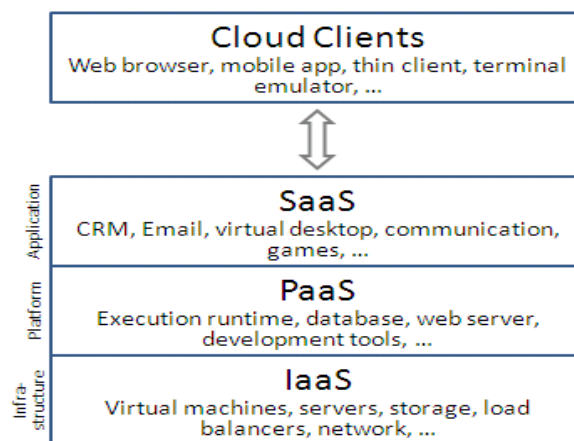 Cloud Clients
Web browser, mobile app, thin client, terminal
emulator, ...
Application
SaaS
CRM, Email, virtual desktop, communication,
games, ...
Platform
PaaS
Execution runtime, database, web server,
development tools, ...
Infra-
structure
IaaS
Virtual machines, servers, storage, load
balancers, network, ...